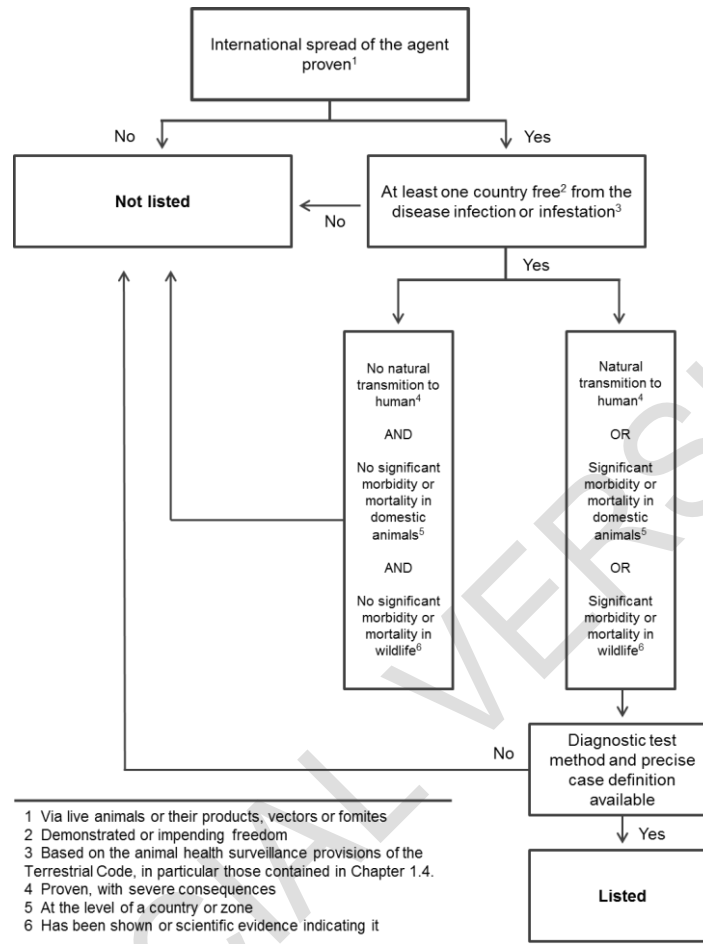 International spread of the agent
proven¹
No
Yes
Not listed
At least one country free² from the
disease infection or infestation³
No
Yes
No natural
transmition to
human⁴
AND
No significant
morbidity or
mortality in
domestic
animals⁵
AND
No significant
morbidity or
mortality in
wildlife⁶
Natural
transmition to
human⁴
OR
Significant
morbidity or
mortality in
domestic
animals⁵
OR
Significant
morbidity or
mortality in
wildlife⁶
No
Diagnostic test
method and precise
case definition
available
Yes
Listed
1 Via live animals or their products, vectors or fomites
2 Demonstrated or impending freedom
3 Based on the animal health surveillance provisions of the
Terrestrial Code, in particular those contained in Chapter 1.4.
4 Proven, with severe consequences
5 At the level of a country or zone
6 Has been shown or scientific evidence indicating it
CIAL VERS